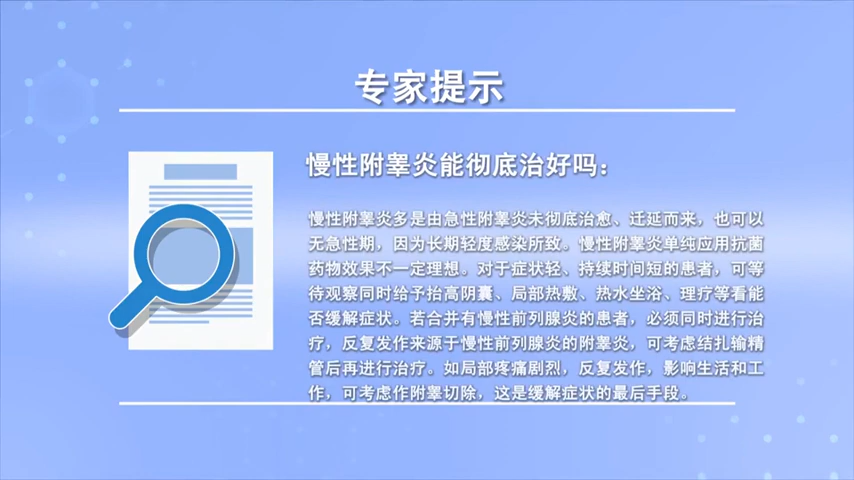 专家提示
慢性附睾炎能彻底治好吗：
慢性附睾炎多是由急性附睾炎未彻底治愈、迁延而来，也可以
无急性期，因为长期轻度感染所致。慢性附睾炎单纯应用抗菌
药物效果不一定理想。对于症状轻、持续时间短的患者，可等
待观察同时给予抬高阴囊、局部热敷、热水坐浴、理疗等看能
否缓解症状。若合并有慢性前列腺炎的患者，必须同时进行治
疗，反复发作来源于慢性前列腺炎的附睾炎，可考虑结扎输精
管后再进行治疗。如局部疼痛剧烈，反复发作，影响生活和工
作，可考虑作附睾切除，这是缓解症状的最后手段。